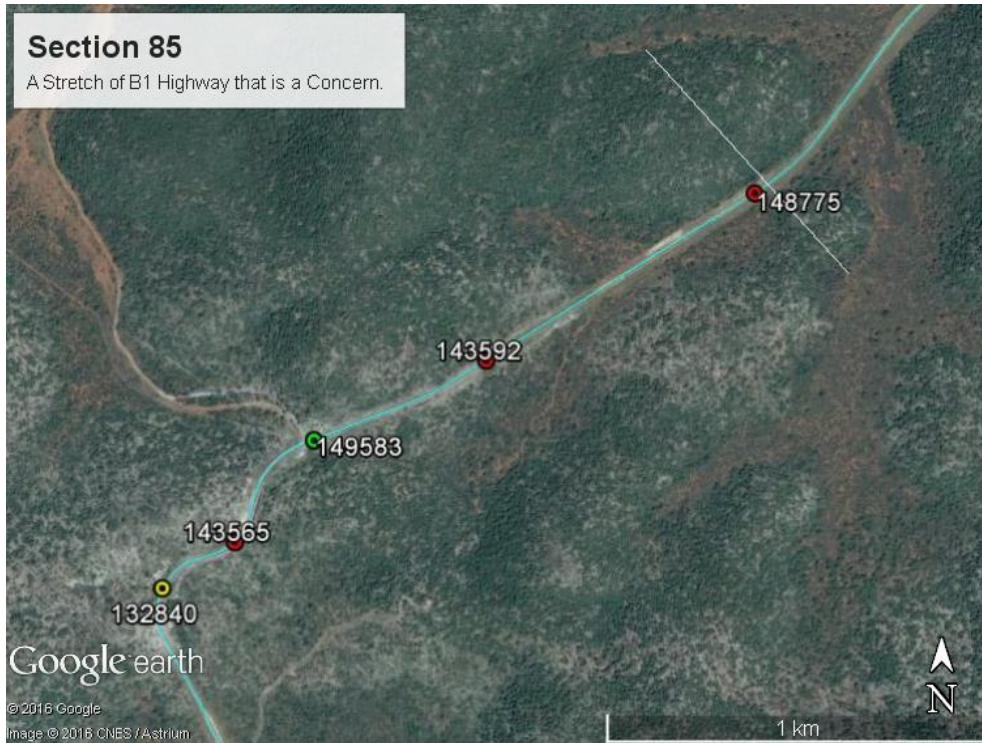 Section 85
A Stretch of B1 Highway that is a Concern.
148775
143592
149583
143565
132840
Google earth
© 2016 Google
Image © 2016 CNES / Astrium
N
1 km